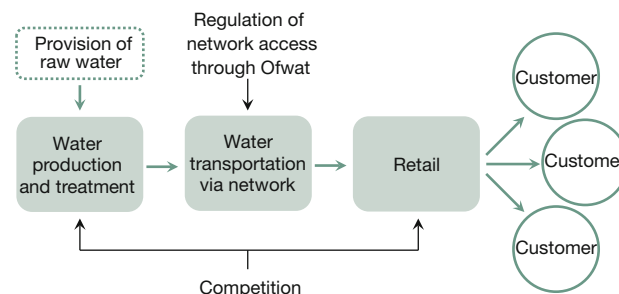 Provision of
raw water
Regulation of
network access
through Ofwat
Water
production
and treatment
Water
transportation
via network
Retail
Customer
Custome
Customer
Competition